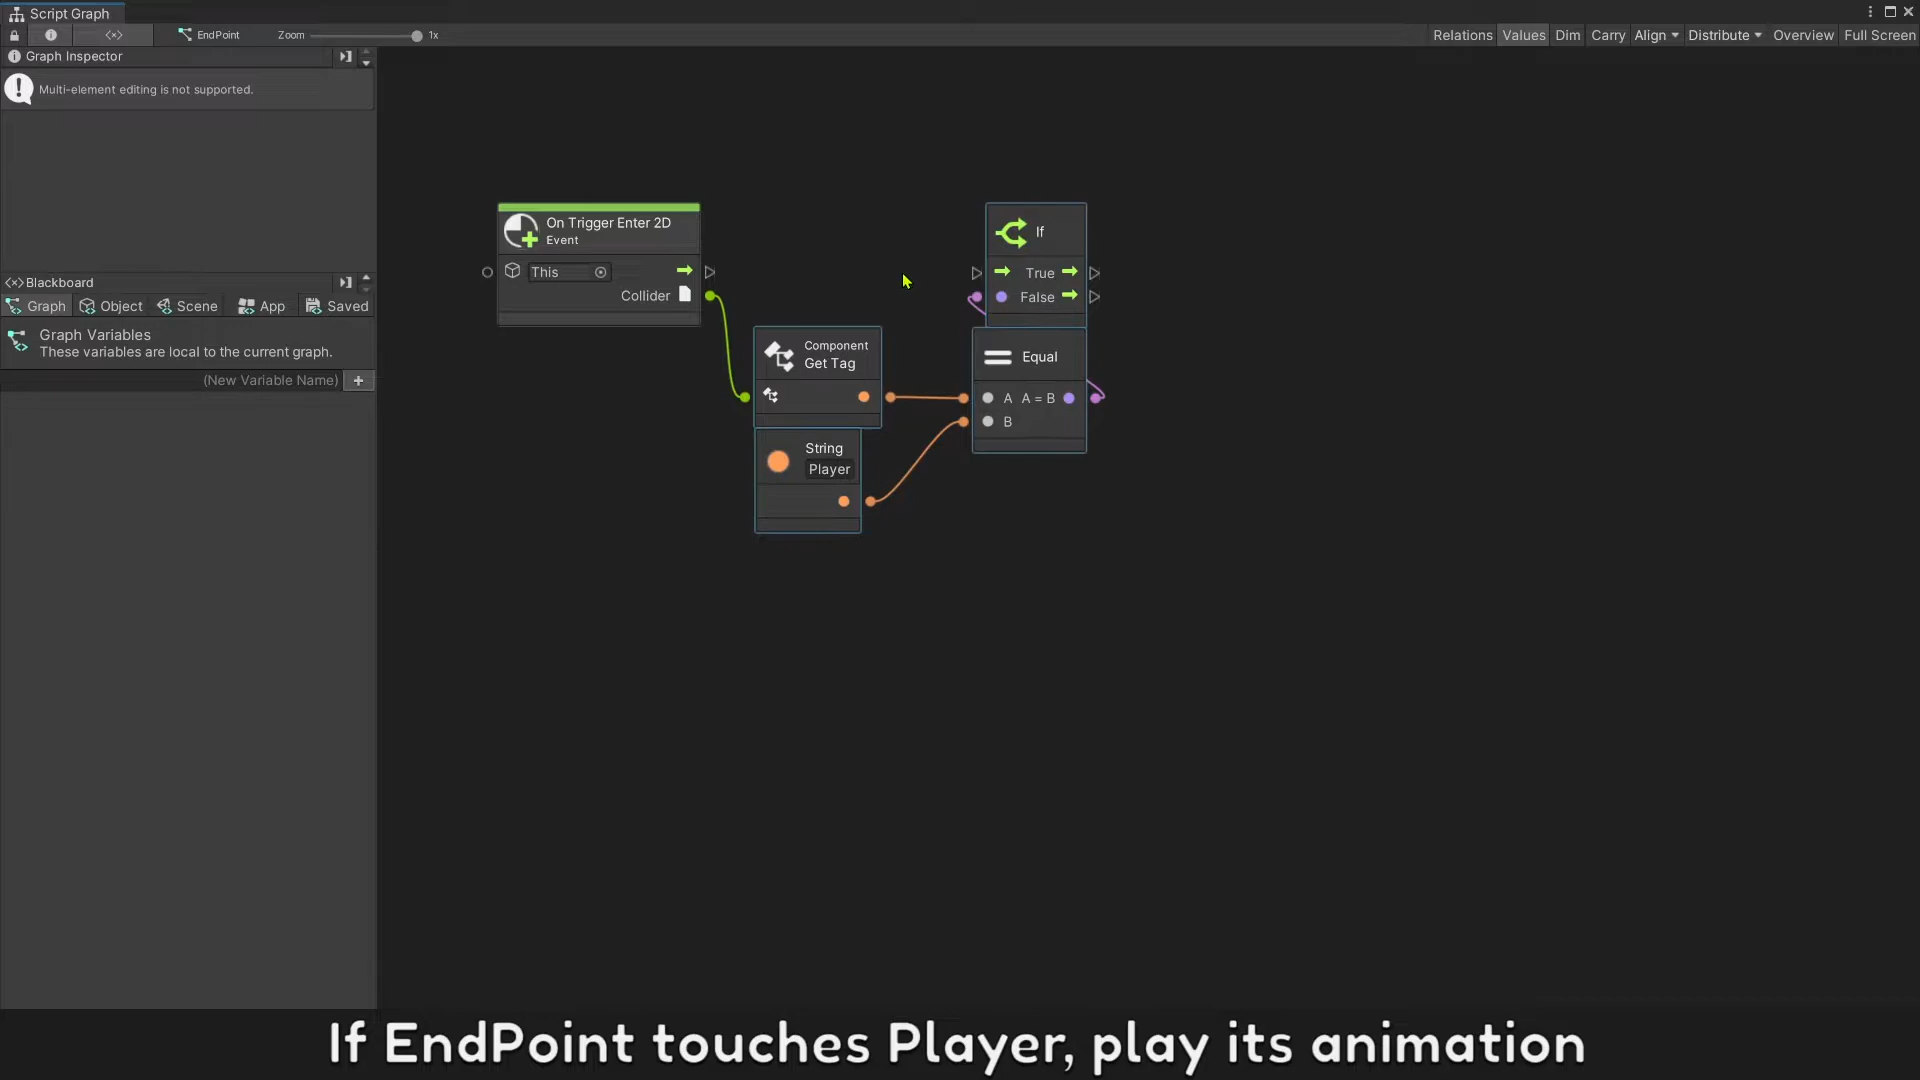 Script Graph
EndPoint Zoom 1x Relations Values Dim Carry Align Distribute Overview Full Screen
Graph Inspector
Multi-element editing is not supported.
Blackboard
Graph Object Scene App Saved
Graph Variables
These variables are local to the current graph.
(New Variable Name)
On Trigger Enter 2D
Event
This
Collider
Component
Get Tag
String
Player
If
True
False
Equal
A A = B
B
If EndPoint touches Player, play its animation